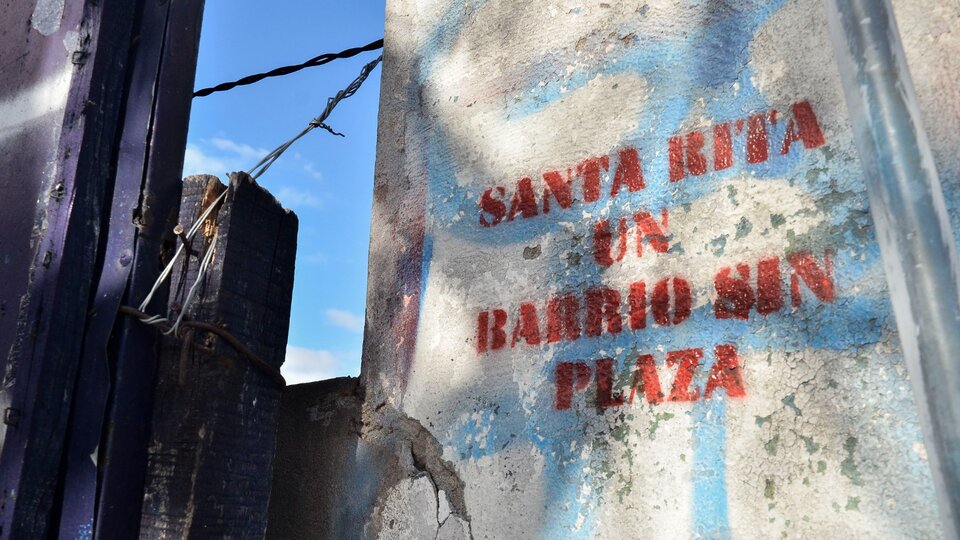 SANTA RITA
UN
BARRIO SIN
PLAZA